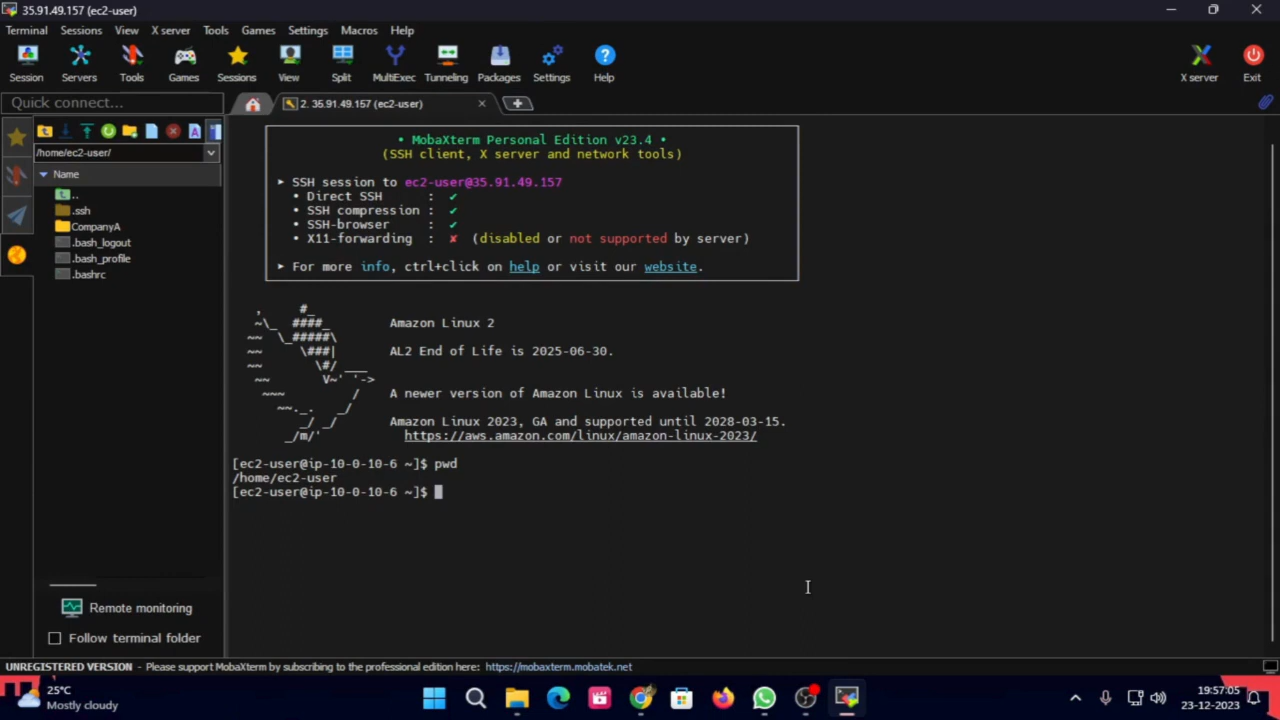 35.91.49.157 (ec2-user)
Terminal Sessions View X server Tools Games Settings Macros Help
Session Servers Tools Games Sessions View Split MultiExec Tunneling Packages Settings Help X server Exit
Quick connect...
2. 35.91.49.157 (ec2-user)
/home/ec2-user/
Name
..
.ssh
CompanyA
.bash_logout
.bash_profile
.bashrc
• MobaXterm Personal Edition v23.4 •
(SSH client, X server and network tools)
► SSH session to ec2-user@35.91.49.157
• Direct SSH : ✔
• SSH compression : ✔
• SSH-browser : ✔
• X11-forwarding : ✘ (disabled or not supported by server)
► For more info, ctrl+click on help or visit our website.
, #_
~\_ ####_ Amazon Linux 2
~~ \_#####\
~~ \###| AL2 End of Life is 2025-06-30.
~~ \#/ ___
~~ V~' '->
~~~ / A newer version of Amazon Linux is available!
~~._. _/
_/ _/ Amazon Linux 2023, GA and supported until 2028-03-15.
_/m/' https://aws.amazon.com/linux/amazon-linux-2023/
[ec2-user@ip-10-0-10-6 ~]$ pwd
/home/ec2-user
[ec2-user@ip-10-0-10-6 ~]$
Remote monitoring
Follow terminal folder
UNREGISTERED VERSION - Please support MobaXterm by subscribing to the professional edition here: https://mobaxterm.mobatek.net
25°C
Mostly cloudy
19:57:05
23-12-2023